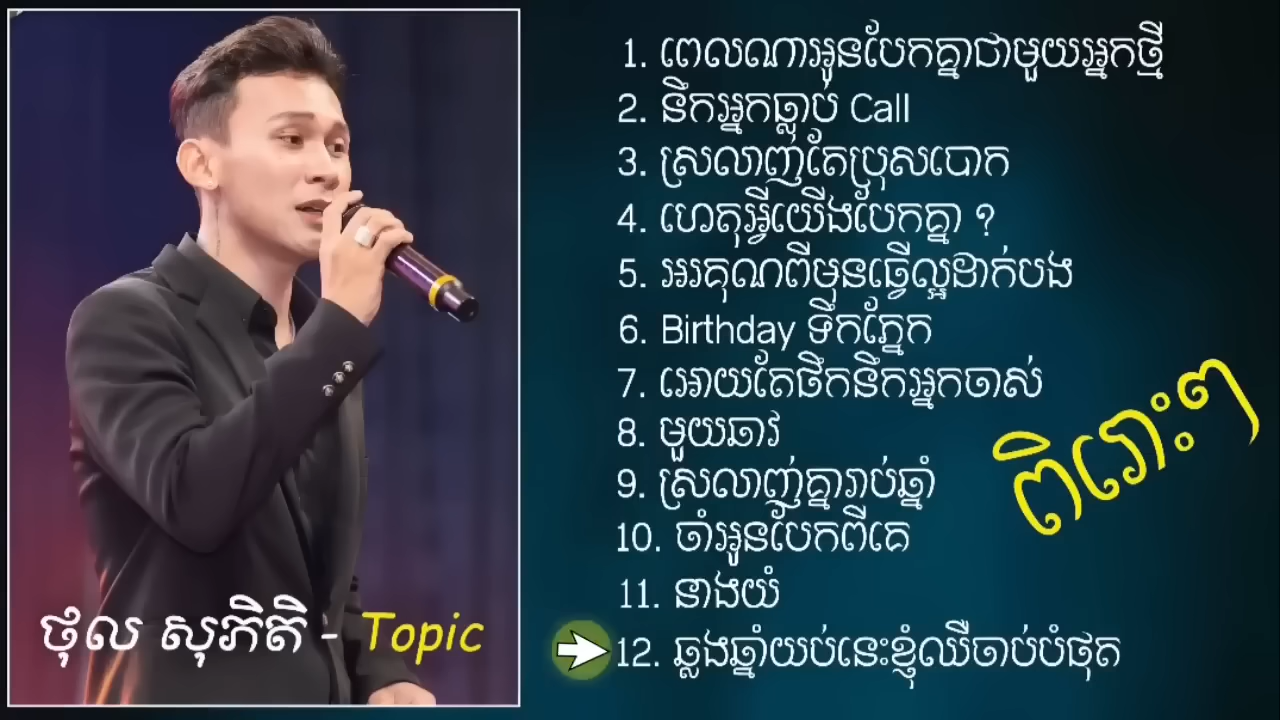 1. ពេលណាអូនបែកគ្នាជាមួយអ្នកថ្មី
2. នឹកអ្នកធ្លាប់ Call
3. ស្រលាញ់តែប្រុសបោក
4. ហេតុអ្វីយើងបែកគ្នា ?
5. អរគុណពីមុនធ្វើល្អដាក់បង
6. Birthday ទឹកភ្នែក
7. អោយតែផឹកនឹកអ្នកចាស់
8. មួយឆាវ
9. ស្រលាញ់គ្នារាប់ឆ្នាំ
10. ចាំអូនបែកពីគេ
11. នាងយំ
12. ឆ្លងឆ្នាំយប់នេះខ្ញុំឈឺចាប់បំផុត
ពិរោះៗ
ថុល សុភិតិ - Topic